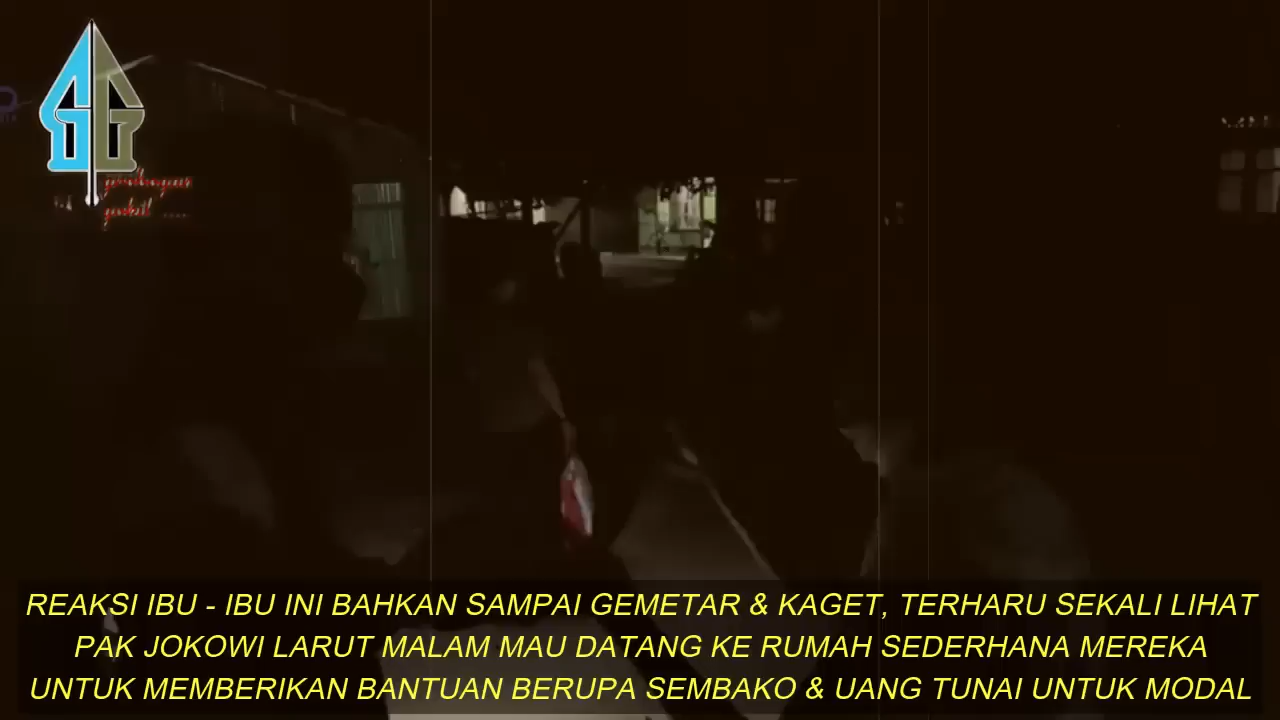 REAKSI IBU - IBU INI BAHKAN SAMPAI GEMETAR & KAGET, TERHARU SEKALI LIHAT
PAK JOKOWI LARUT MALAM MAU DATANG KE RUMAH SEDERHANA MEREKA
UNTUK MEMBERIKAN BANTUAN BERUPA SEMBAKO & UANG TUNAI UNTUK MODAL